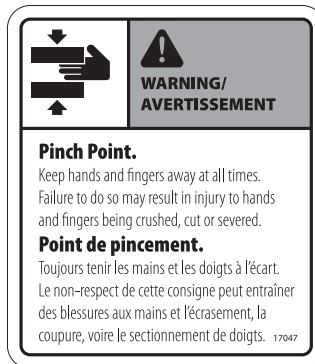 WARNING/
AVERTISSEMENT
Pinch Point.
Keep hands and fingers away at all times.
Failure to do so may result in injury to hands
and fingers being crushed, cut or severed.
Point de pincement.
Toujours tenir les mains et les doigts à l'écart.
Le non-respect de cette consigne peut entraîner
des blessures aux mains et l'écrasement, la
coupure, voire le sectionnement de doigts. 17047